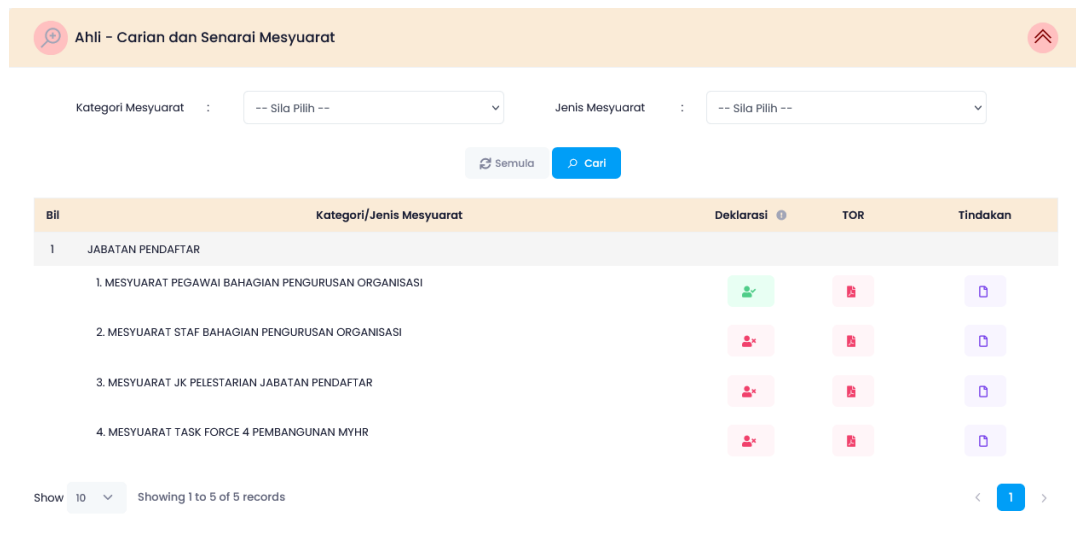 Ahli - Carian dan Senarai Mesyuarat
Kategori Mesyuarat : -- Sila Pilih -- Jenis Mesyuarat : -- Sila Pilih --
Semula Cari
Bil Kategori/Jenis Mesyuarat Deklarasi TOR Tindakan
1 JABATAN PENDAFTAR
1. MESYUARAT PEGAWAI BAHAGIAN PENGURUSAN ORGANISASI
2. MESYUARAT STAF BAHAGIAN PENGURUSAN ORGANISASI
3. MESYUARAT JK PELESTARIAN JABATAN PENDAFTAR
4. MESYUARAT TASK FORCE 4 PEMBANGUNAN MYHR
Show 10 Showing 1 to 5 of 5 records 1